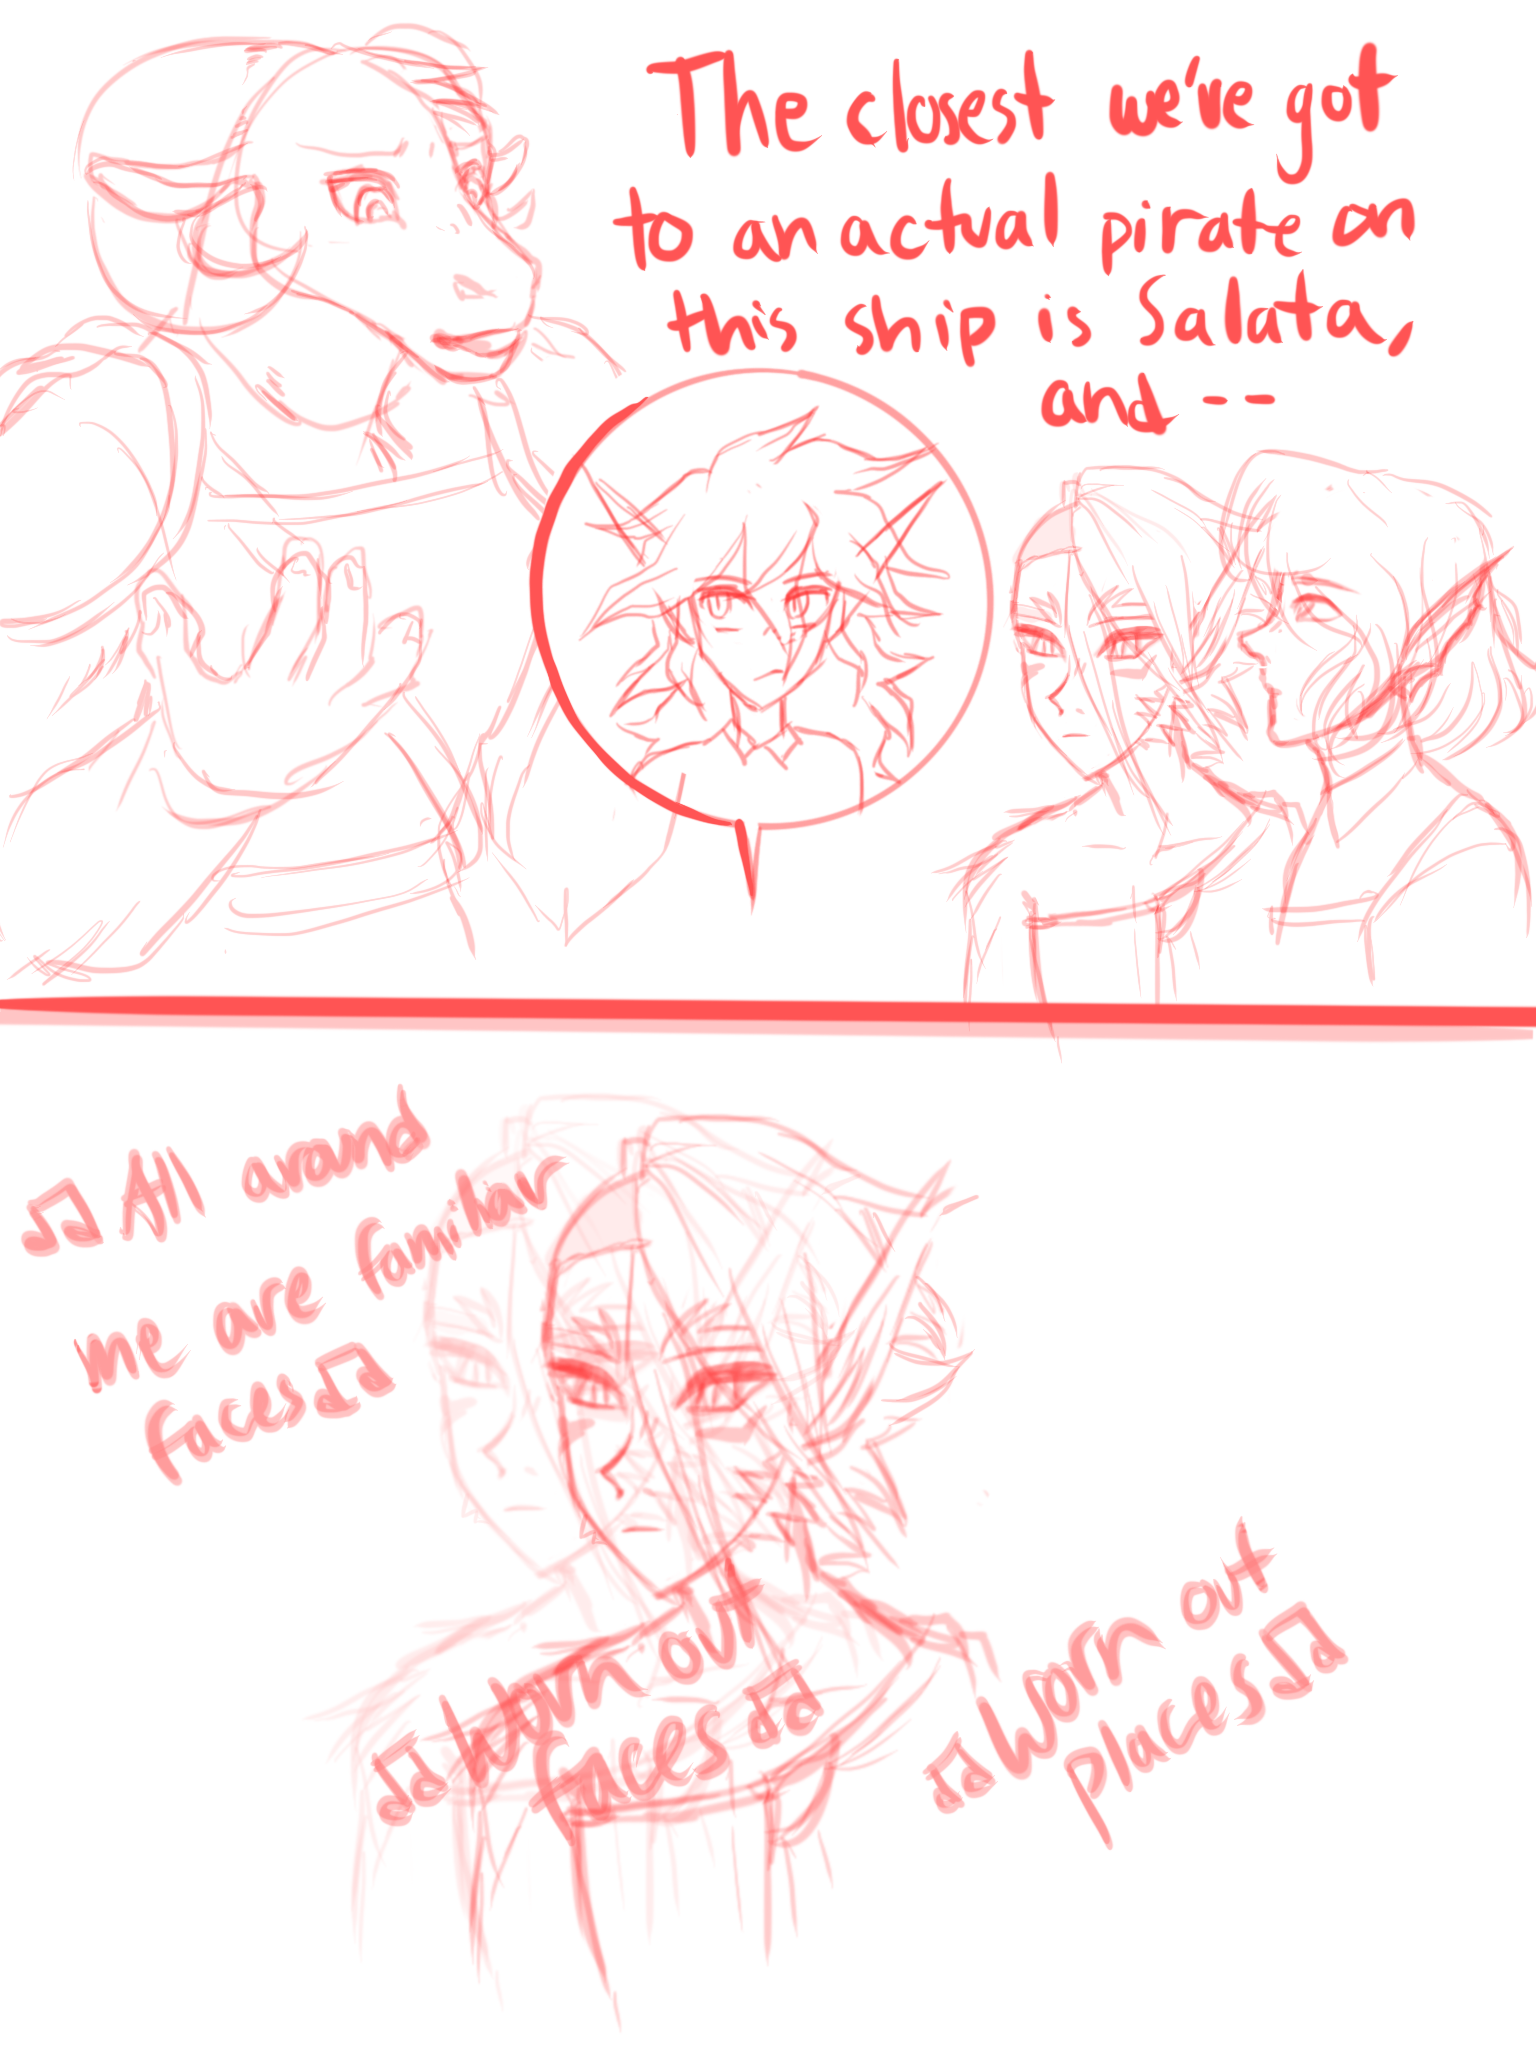 The closest we've got
to an actual pirate on
this ship is Salata,
and --
♫ All around
me are familiar
faces ♫
♫ Worn out
faces ♫
♫ Worn out
places ♫